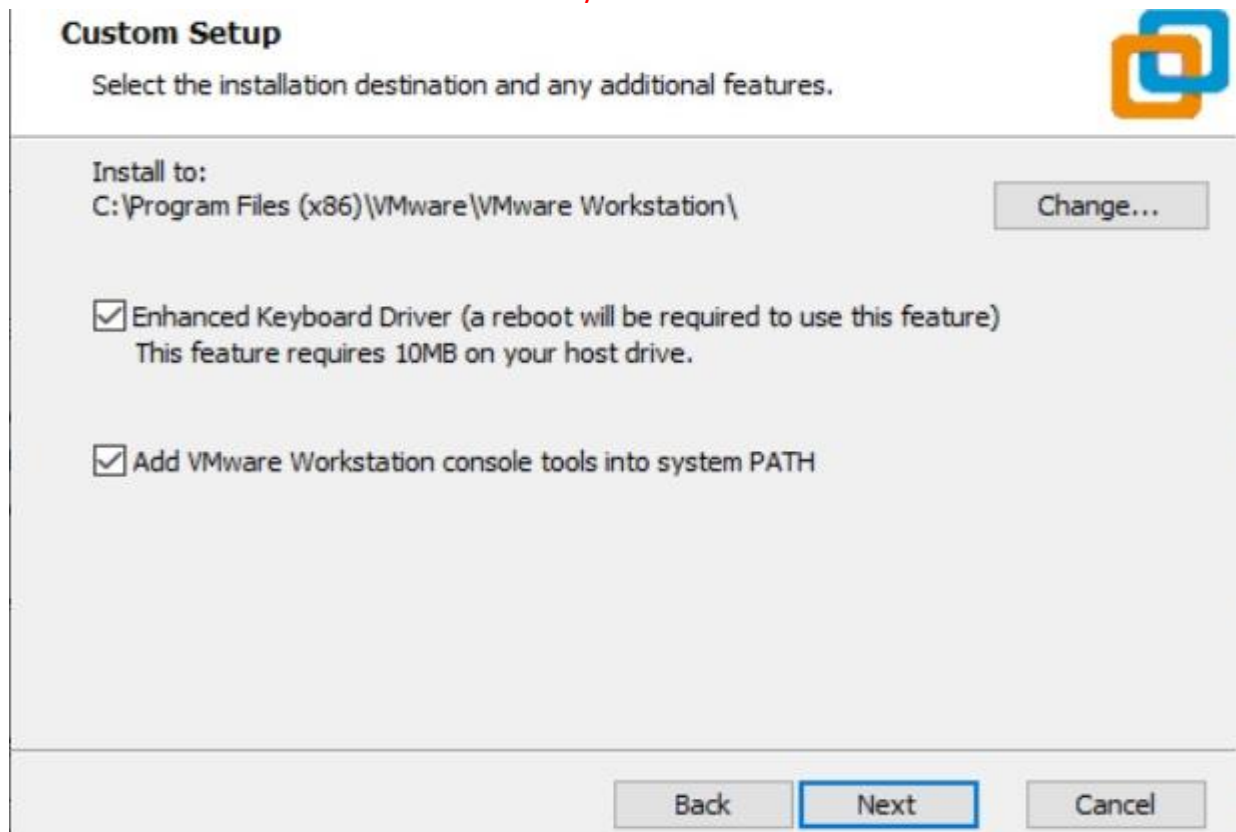 Custom Setup
Select the installation destination and any additional features.
Install to:
C:\Program Files (x86)\VMware\VMware Workstation\
Change...
Enhanced Keyboard Driver (a reboot will be required to use this feature)
This feature requires 10MB on your host drive.
Add VMware Workstation console tools into system PATH
Back
Next
Cancel